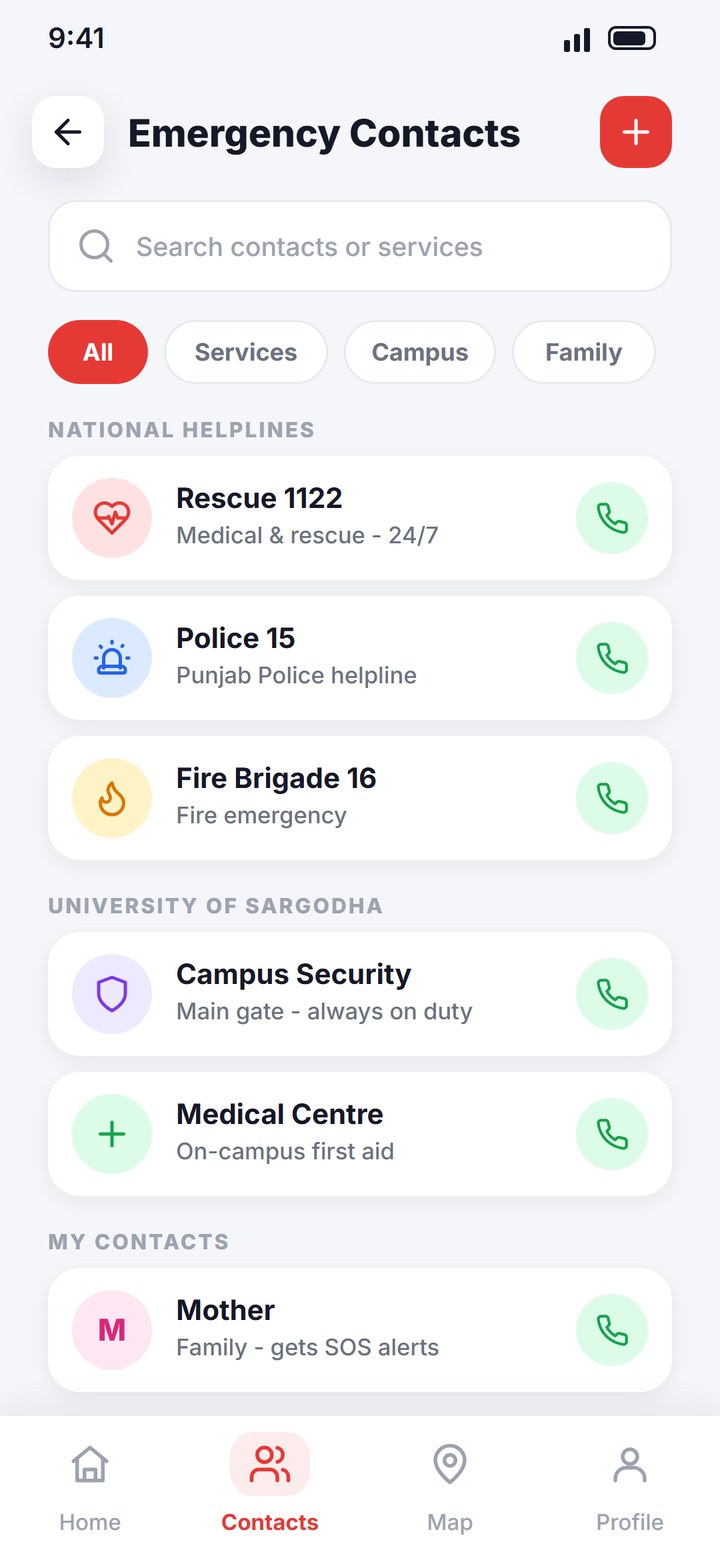 9:41
Emergency Contacts
Search contacts or services
All Services Campus Family
NATIONAL HELPLINES
Rescue 1122
Medical & rescue - 24/7
Police 15
Punjab Police helpline
Fire Brigade 16
Fire emergency
UNIVERSITY OF SARGODHA
Campus Security
Main gate - always on duty
Medical Centre
On-campus first aid
MY CONTACTS
M
Mother
Family - gets SOS alerts
Home Contacts Map Profile